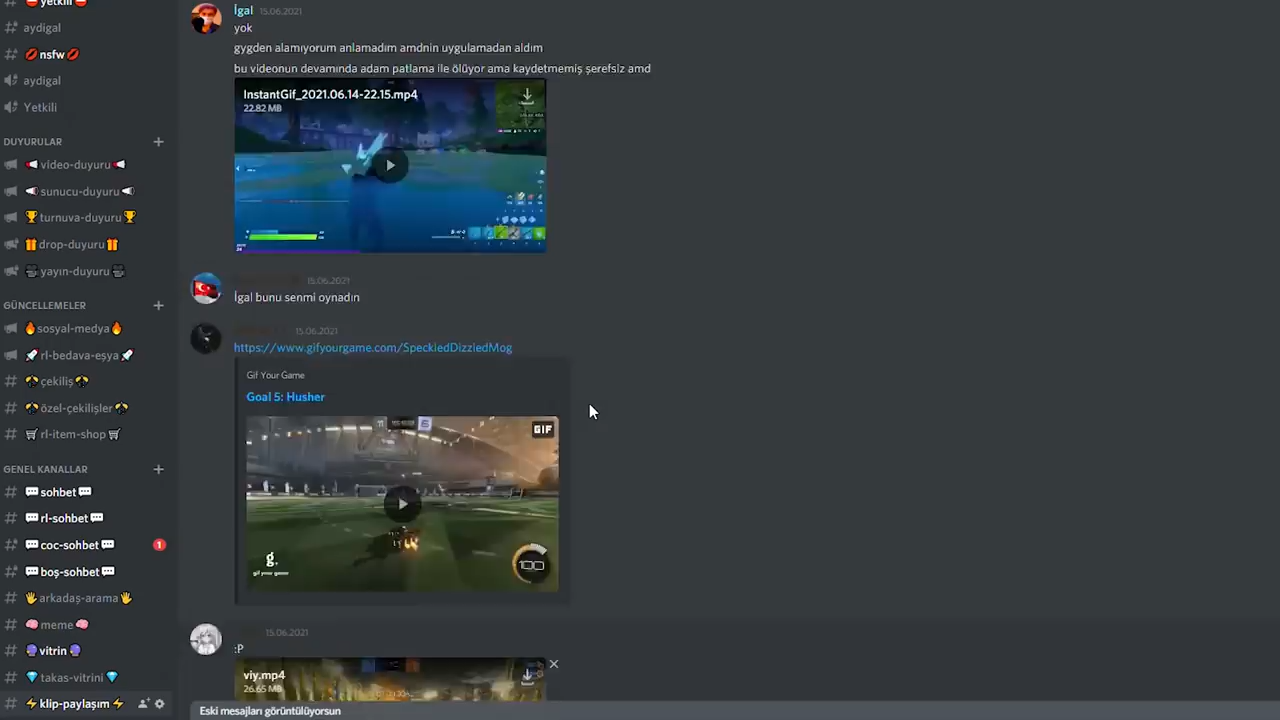 yetkili
aydigal
nsfw
aydigal
Yetkili
DUYURULAR
video-duyuru
sunucu-duyuru
turnuva-duyuru
drop-duyuru
yayın-duyuru
GÜNCELLEMELER
sosyal-medya
rl-bedava-eşya
çekiliş
özel-çekilişler
rl-item-shop
GENEL KANALLAR
sohbet
rl-sohbet
coc-sohbet 1
boş-sohbet
arkadaş-arama
meme
vitrin
takas-vitrini
klip-paylaşım
İgal 15.06.2021
yok
gygden alamıyorum anlamadım amdnin uygulamadan aldım
bu videonun devamında adam patlama ile ölüyor ama kaydetmemiş şerefsiz amd
InstantGif_2021.06.14-22.15.mp4
22.82 MB
15.06.2021
İgal bunu senmi oynadın
15.06.2021
https://www.gifyourgame.com/SpeckledDizziedMog
Gif Your Game
Goal 5: Husher
GIF
g.
gif your game
100
15.06.2021
:P
viy.mp4
26.65 MB
Eski mesajları görüntülüyorsun